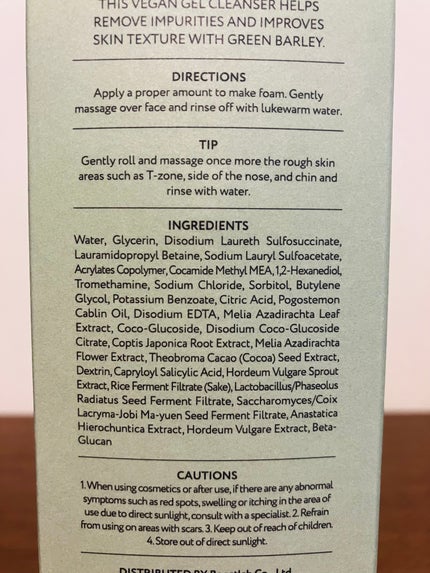 THIS VEGAN GEL CLEANSER HELPS
REMOVE IMPURITIES AND IMPROVES
SKIN TEXTURE WITH GREEN BARLEY.
DIRECTIONS
Apply a proper amount to make foam. Gently
massage over face and rinse off with lukewarm water.
TIP
Gently roll and massage once more the rough skin
areas such as T-zone, side of the nose, and chin and
rinse with water.
INGREDIENTS
Water, Glycerin, Disodium Laureth Sulfosuccinate,
Lauramidopropyl Betaine, Sodium Lauryl Sulfoacetate,
Acrylates Copolymer, Cocamide Methyl MEA, 1,2-Hexanediol,
Tromethamine, Sodium Chloride, Sorbitol, Butylene
Glycol, Potassium Benzoate, Citric Acid, Pogostemon
Cablin Oil, Disodium EDTA, Melia Azadirachta Leaf
Extract, Coco-Glucoside, Disodium Coco-Glucoside
Citrate, Coptis Japonica Root Extract, Melia Azadirachta
Flower Extract, Theobroma Cacao (Cocoa) Seed Extract,
Dextrin, Capryloyl Salicylic Acid, Hordeum Vulgare Sprout
Extract, Rice Ferment Filtrate (Sake), Lactobacillus/Phaseolus
Radiatus Seed Ferment Filtrate, Saccharomyces/Coix
Lacryma-Jobi Ma-yuen Seed Ferment Filtrate, Anastatica
Hierochuntica Extract, Hordeum Vulgare Extract, Beta-
Glucan
CAUTIONS
1. When using cosmetics or after use, if there are any abnormal
symptoms such as red spots, swelling or itching in the area of
use due to direct sunlight, consult with a specialist. 2. Refrain
from using on areas with scars. 3. Keep out of reach of children.
4. Store out of direct sunlight.
DISTRIBUTED BY